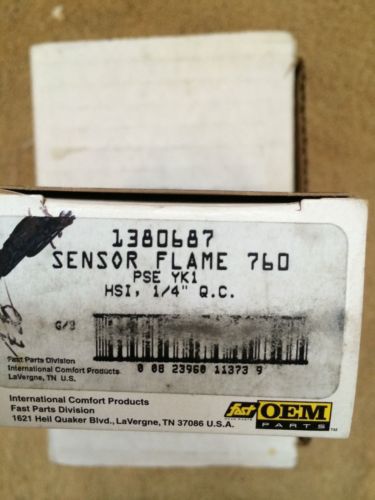 1380687
SENSOR FLAME 760
PSE YK1
HSI, 1/4" Q.C.
G/3
0 08 23960 11373 9
Fast Parts Division
International Comfort Products
LaVergne, TN U.S.
International Comfort Products
Fast Parts Division
1621 Heil Quaker Blvd., LaVergne, TN 37086 U.S.A.
fast OEM
PARTS